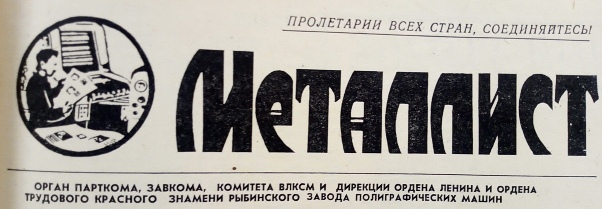 ПРОЛЕТАРИИ ВСЕХ СТРАН, СОЕДИНЯЙТЕСЬ!
Металлист
ОРГАН ПАРТКОМА, ЗАВКОМА, КОМИТЕТА ВЛКСМ И ДИРЕКЦИИ ОРДЕНА ЛЕНИНА И ОРДЕНА
ТРУДОВОГО КРАСНОГО ЗНАМЕНИ РЫБИНСКОГО ЗАВОДА ПОЛИГРАФИЧЕСКИХ МАШИН